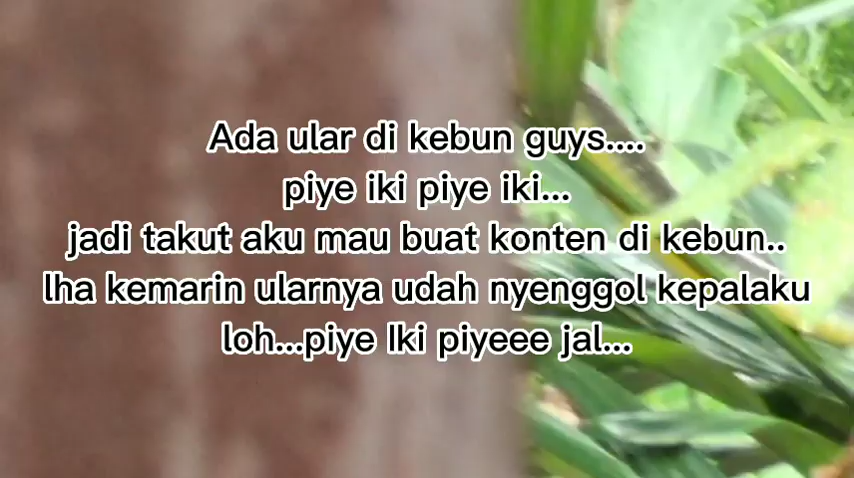 Ada ular di kebun guys....
piye iki piye iki...
jadi takut aku mau buat konten di kebun..
lha kemarin ularnya udah nyenggol kepalaku
loh...piye Iki piyeee jal...